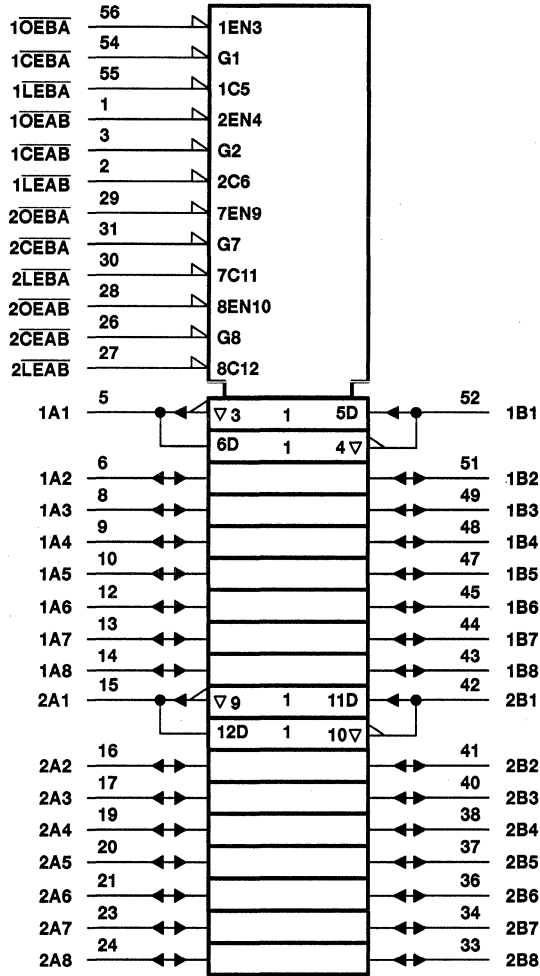 1OEBA 56 1EN3
1CEBA 54 G1
1LEBA 55 1C5
1OEAB 1 2EN4
1CEAB 3 G2
1LEAB 2 2C6
2OEBA 29 7EN9
2CEBA 31 G7
2LEBA 30 7C11
2OEAB 28 8EN10
2CEAB 26 G8
2LEAB 27 8C12
1A1 5 ▽ 3 1 5D 52 1B1
6D 1 4 ▽
1A2 6 51 1B2
1A3 8 49 1B3
1A4 9 48 1B4
1A5 10 47 1B5
1A6 12 45 1B6
1A7 13 44 1B7
1A8 14 43 1B8
2A1 15 ▽ 9 1 11D 42 2B1
12D 1 10 ▽
2A2 16 41 2B2
2A3 17 40 2B3
2A4 19 38 2B4
2A5 20 37 2B5
2A6 21 36 2B6
2A7 23 34 2B7
2A8 24 33 2B8